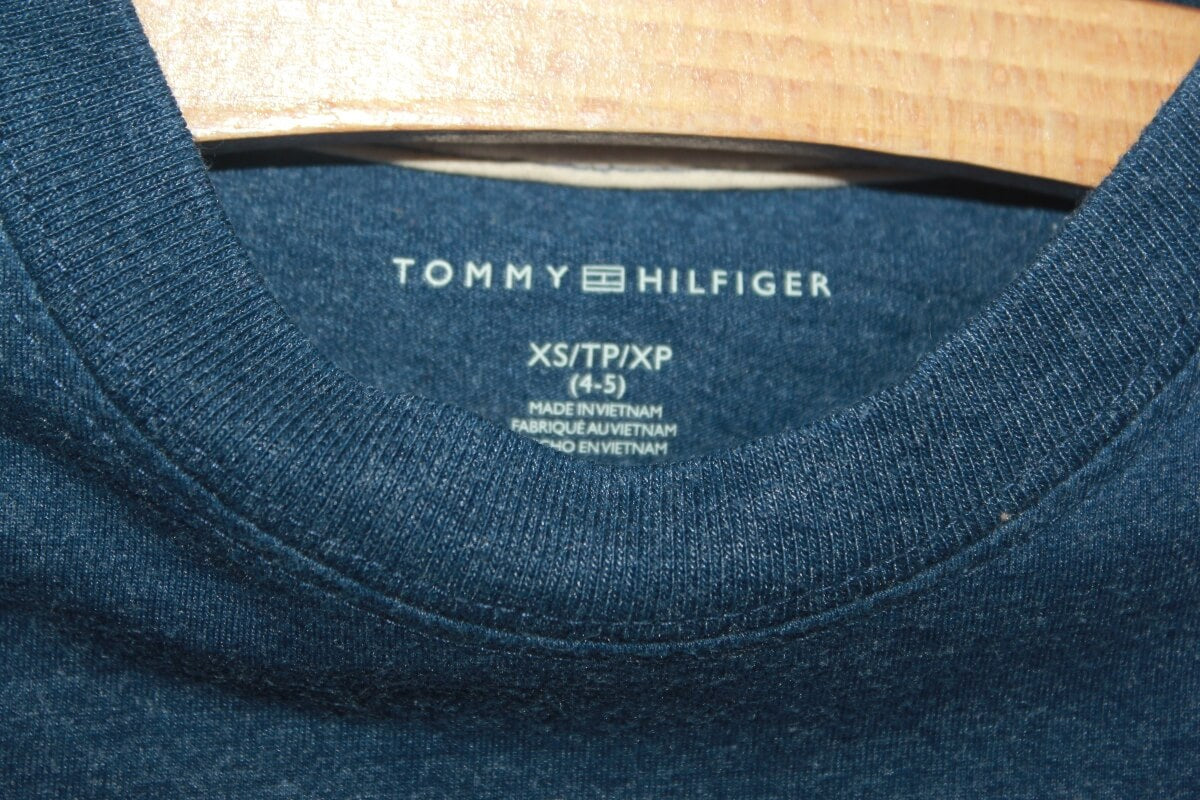 TOMMY HILFIGER
XS/TP/XP
(4-5)
MADE IN VIETNAM
FABRIQUÉ AU VIETNAM
EN VIETNAM